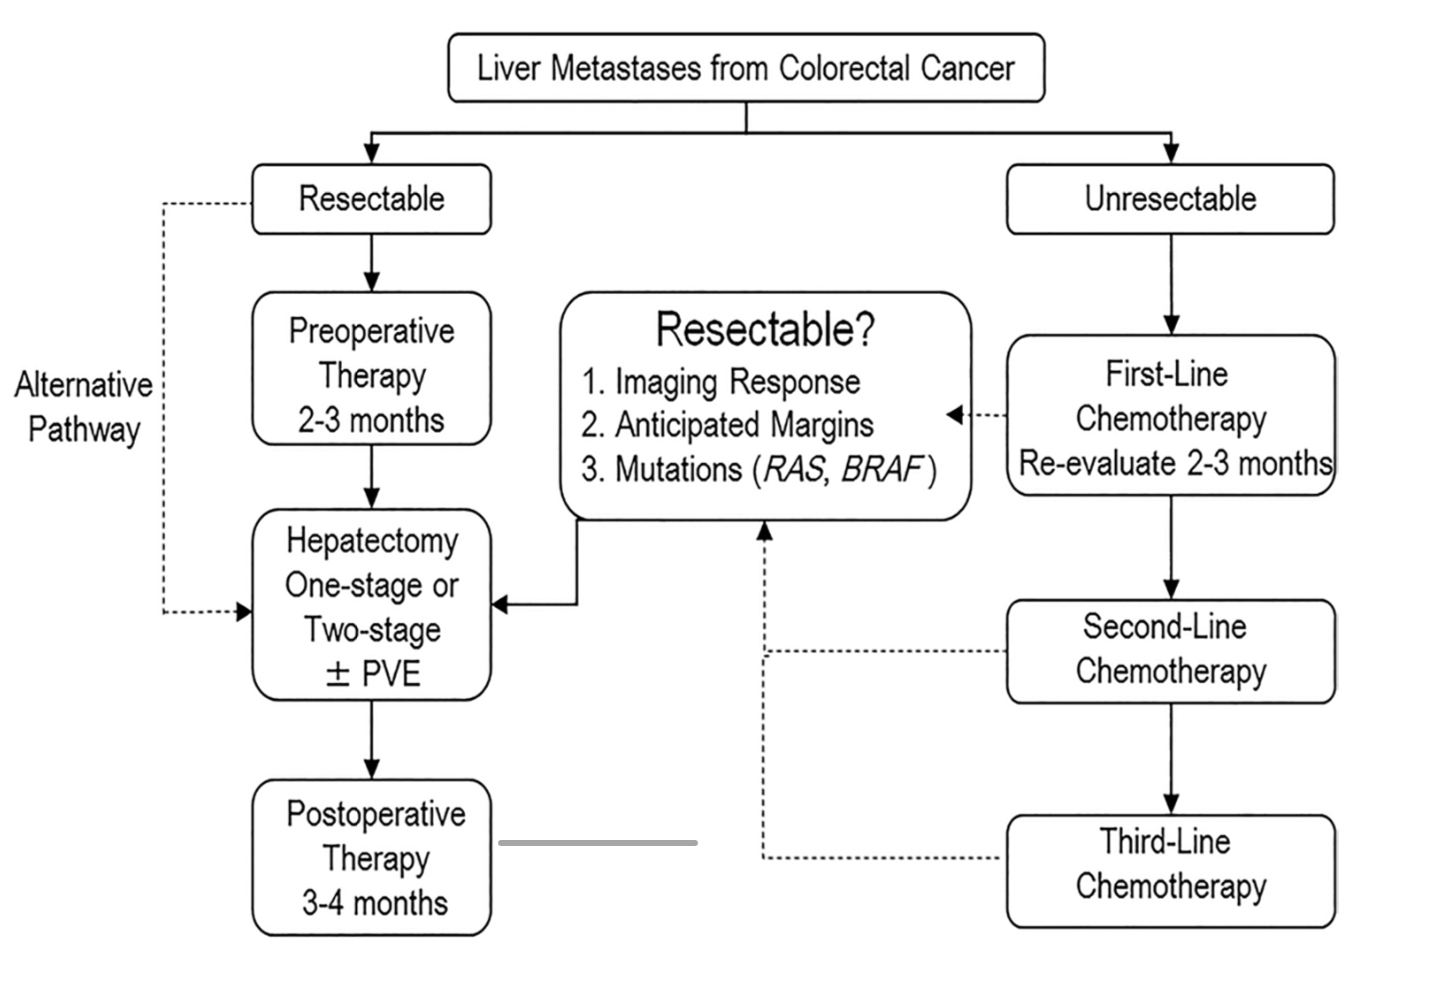 Liver Metastases from Colorectal Cancer
Resectable
Unresectable
Alternative
Pathway
Preoperative
Therapy
2-3 months
Resectable?
1. Imaging Response
2. Anticipated Margins
3. Mutations (RAS, BRAF)
First-Line
Chemotherapy
Re-evaluate 2-3 months
Hepatectomy
One-stage or
Two-stage
± PVE
Second-Line
Chemotherapy
Postoperative
Therapy
3-4 months
Third-Line
Chemotherapy